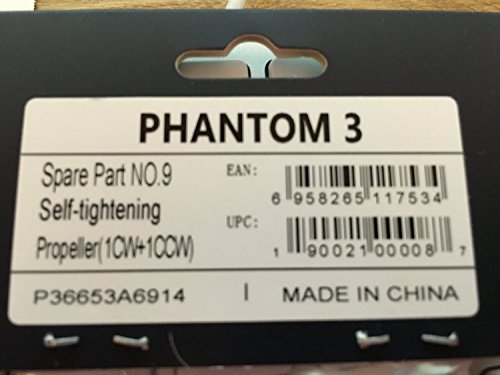 PHANTOM 3
Spare Part NO.9
Self-tightening
Propeller(1CW+1CCW)
EAN:
6 958265 117534
UPC:
1 90021 00008 7
P36653A6914 | MADE IN CHINA